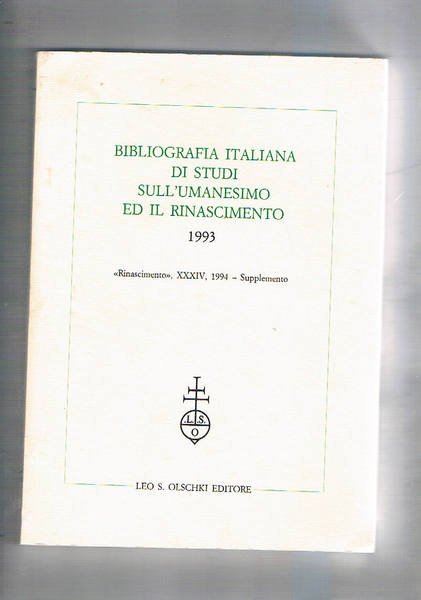 BIBLIOGRAFIA ITALIANA
DI STUDI
SULL'UMANESIMO
ED IL RINASCIMENTO
1993
«Rinascimento», XXXIV, 1994 – Supplemento
.L.S.
O
LEO S. OLSCHKI EDITORE